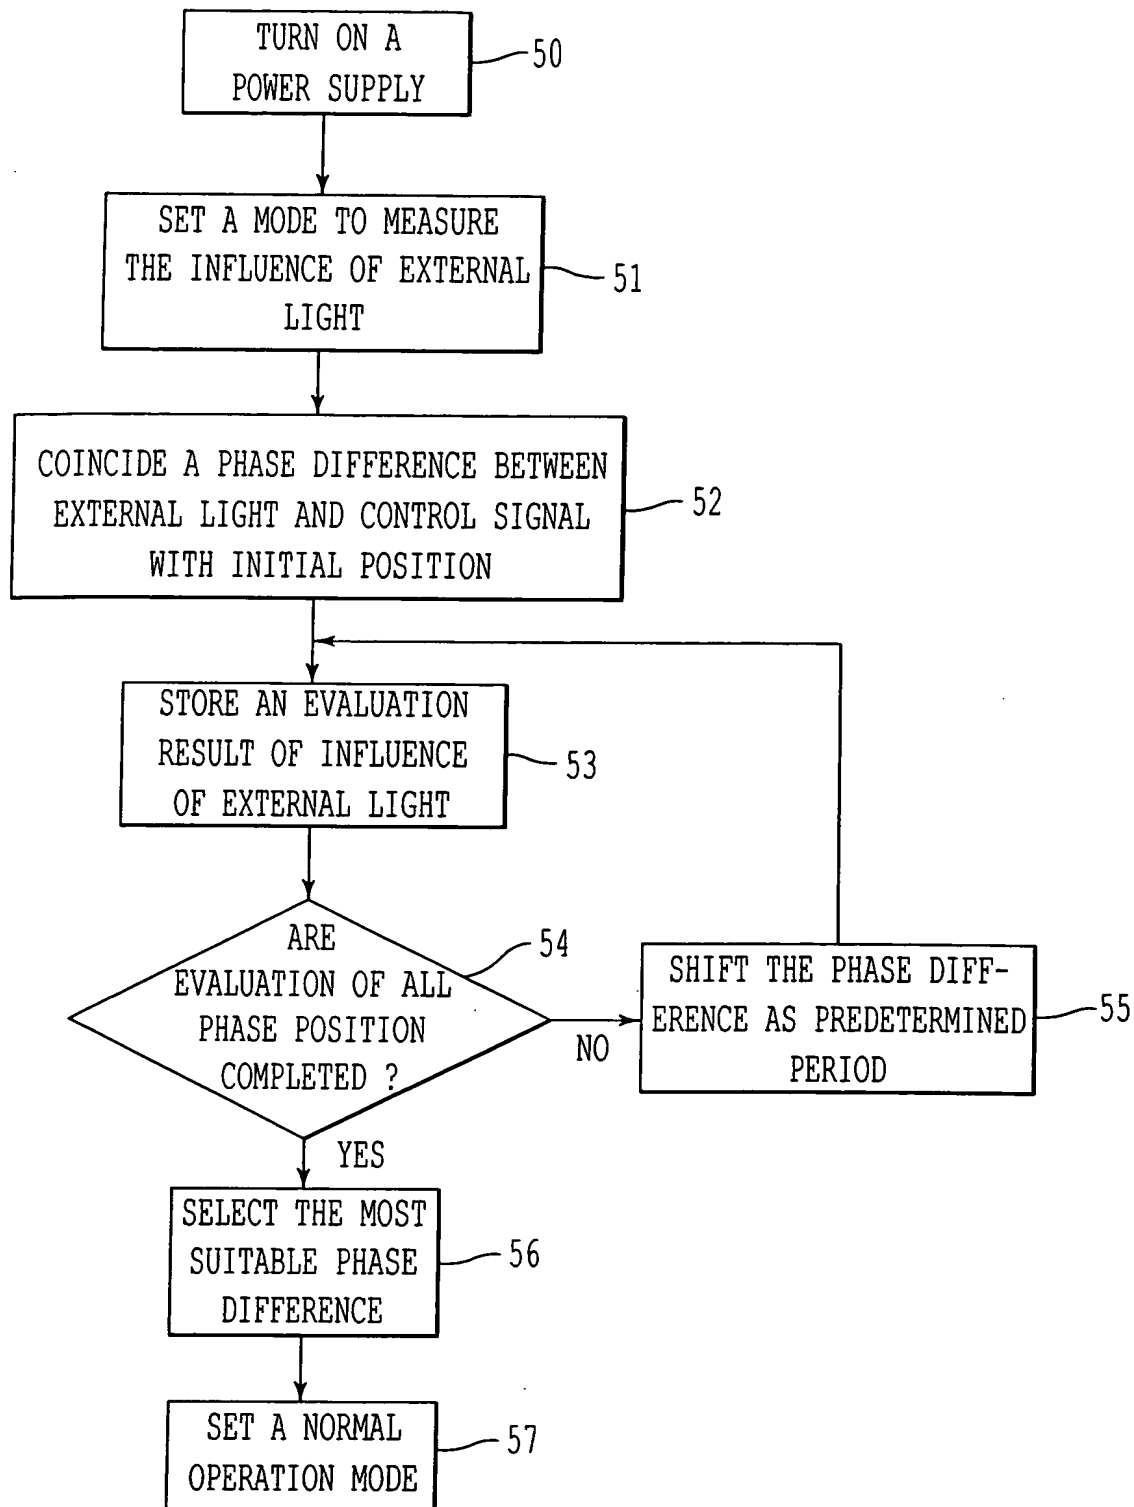 TURN ON A
POWER SUPPLY
50
SET A MODE TO MEASURE
THE INFLUENCE OF EXTERNAL
LIGHT
51
COINCIDE A PHASE DIFFERENCE BETWEEN
EXTERNAL LIGHT AND CONTROL SIGNAL
WITH INITIAL POSITION
52
STORE AN EVALUATION
RESULT OF INFLUENCE
OF EXTERNAL LIGHT
53
ARE
EVALUATION OF ALL
PHASE POSITION
COMPLETED ?
54
NO
SHIFT THE PHASE DIFF-
ERENCE AS PREDETERMINED
PERIOD
55
YES
SELECT THE MOST
SUITABLE PHASE
DIFFERENCE
56
SET A NORMAL
OPERATION MODE
57